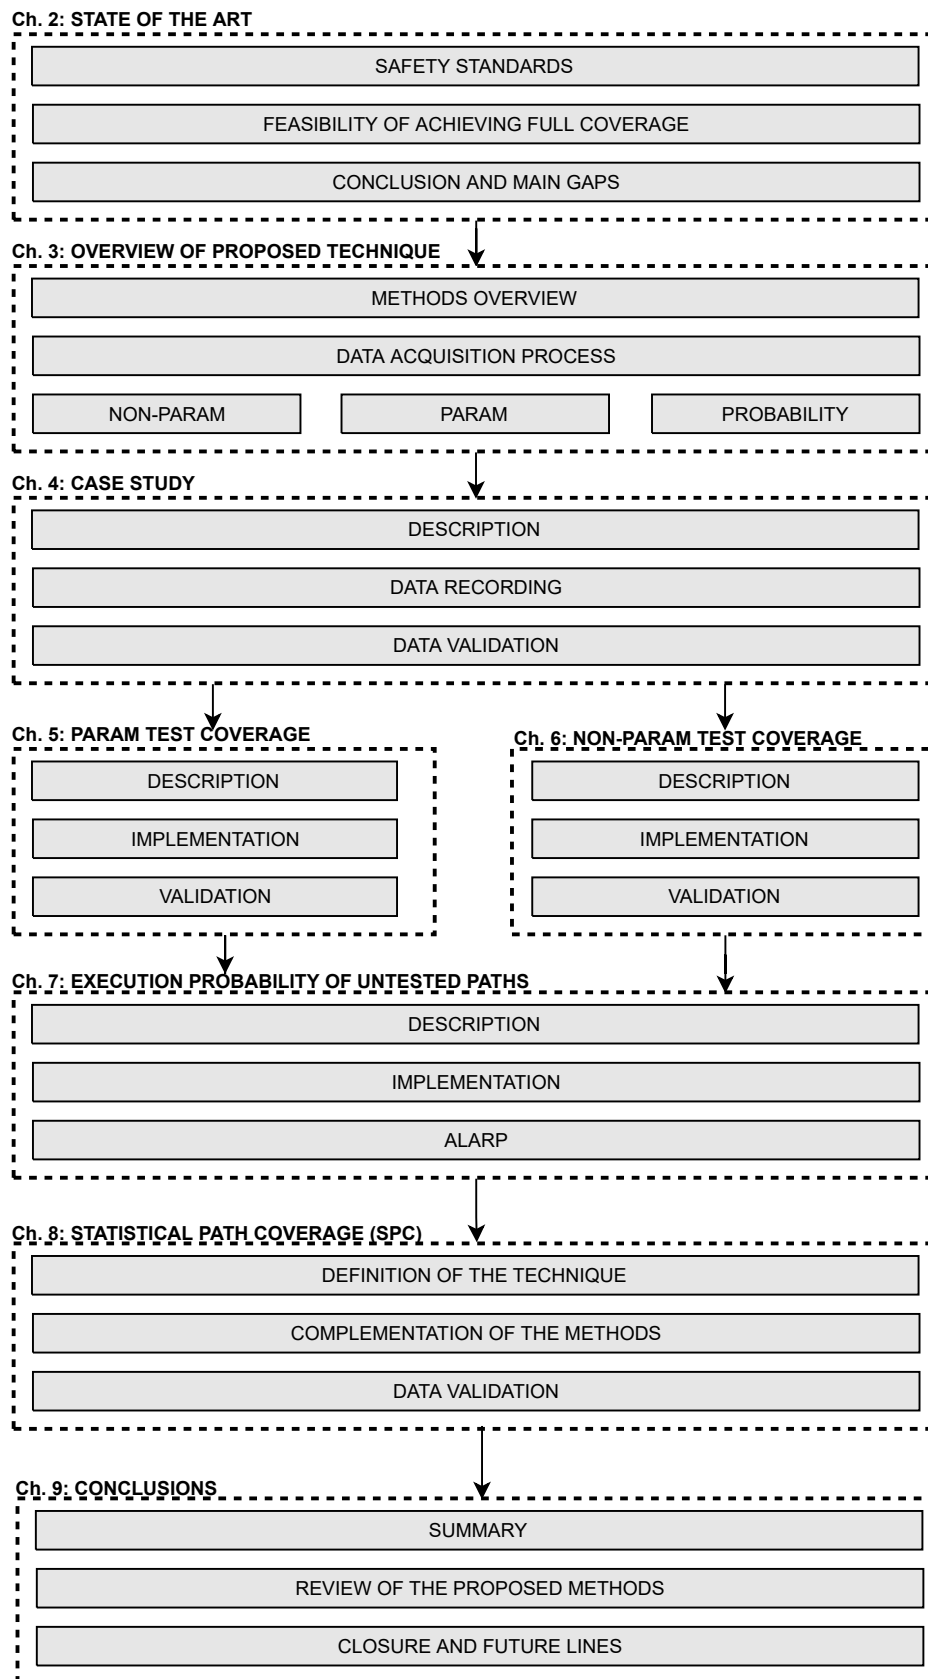 Ch. 2: STATE OF THE ART
SAFETY STANDARDS
FEASIBILITY OF ACHIEVING FULL COVERAGE
CONCLUSION AND MAIN GAPS
Ch. 3: OVERVIEW OF PROPOSED TECHNIQUE
METHODS OVERVIEW
DATA ACQUISITION PROCESS
NON-PARAM
PARAM
PROBABILITY
Ch. 4: CASE STUDY
DESCRIPTION
DATA RECORDING
DATA VALIDATION
Ch. 5: PARAM TEST COVERAGE
DESCRIPTION
IMPLEMENTATION
VALIDATION
Ch. 6: NON-PARAM TEST COVERAGE
DESCRIPTION
IMPLEMENTATION
VALIDATION
Ch. 7: EXECUTION PROBABILITY OF UNTESTED PATHS
DESCRIPTION
IMPLEMENTATION
ALARP
Ch. 8: STATISTICAL PATH COVERAGE (SPC)
DEFINITION OF THE TECHNIQUE
COMPLEMENTATION OF THE METHODS
DATA VALIDATION
Ch. 9: CONCLUSIONS
SUMMARY
REVIEW OF THE PROPOSED METHODS
CLOSURE AND FUTURE LINES